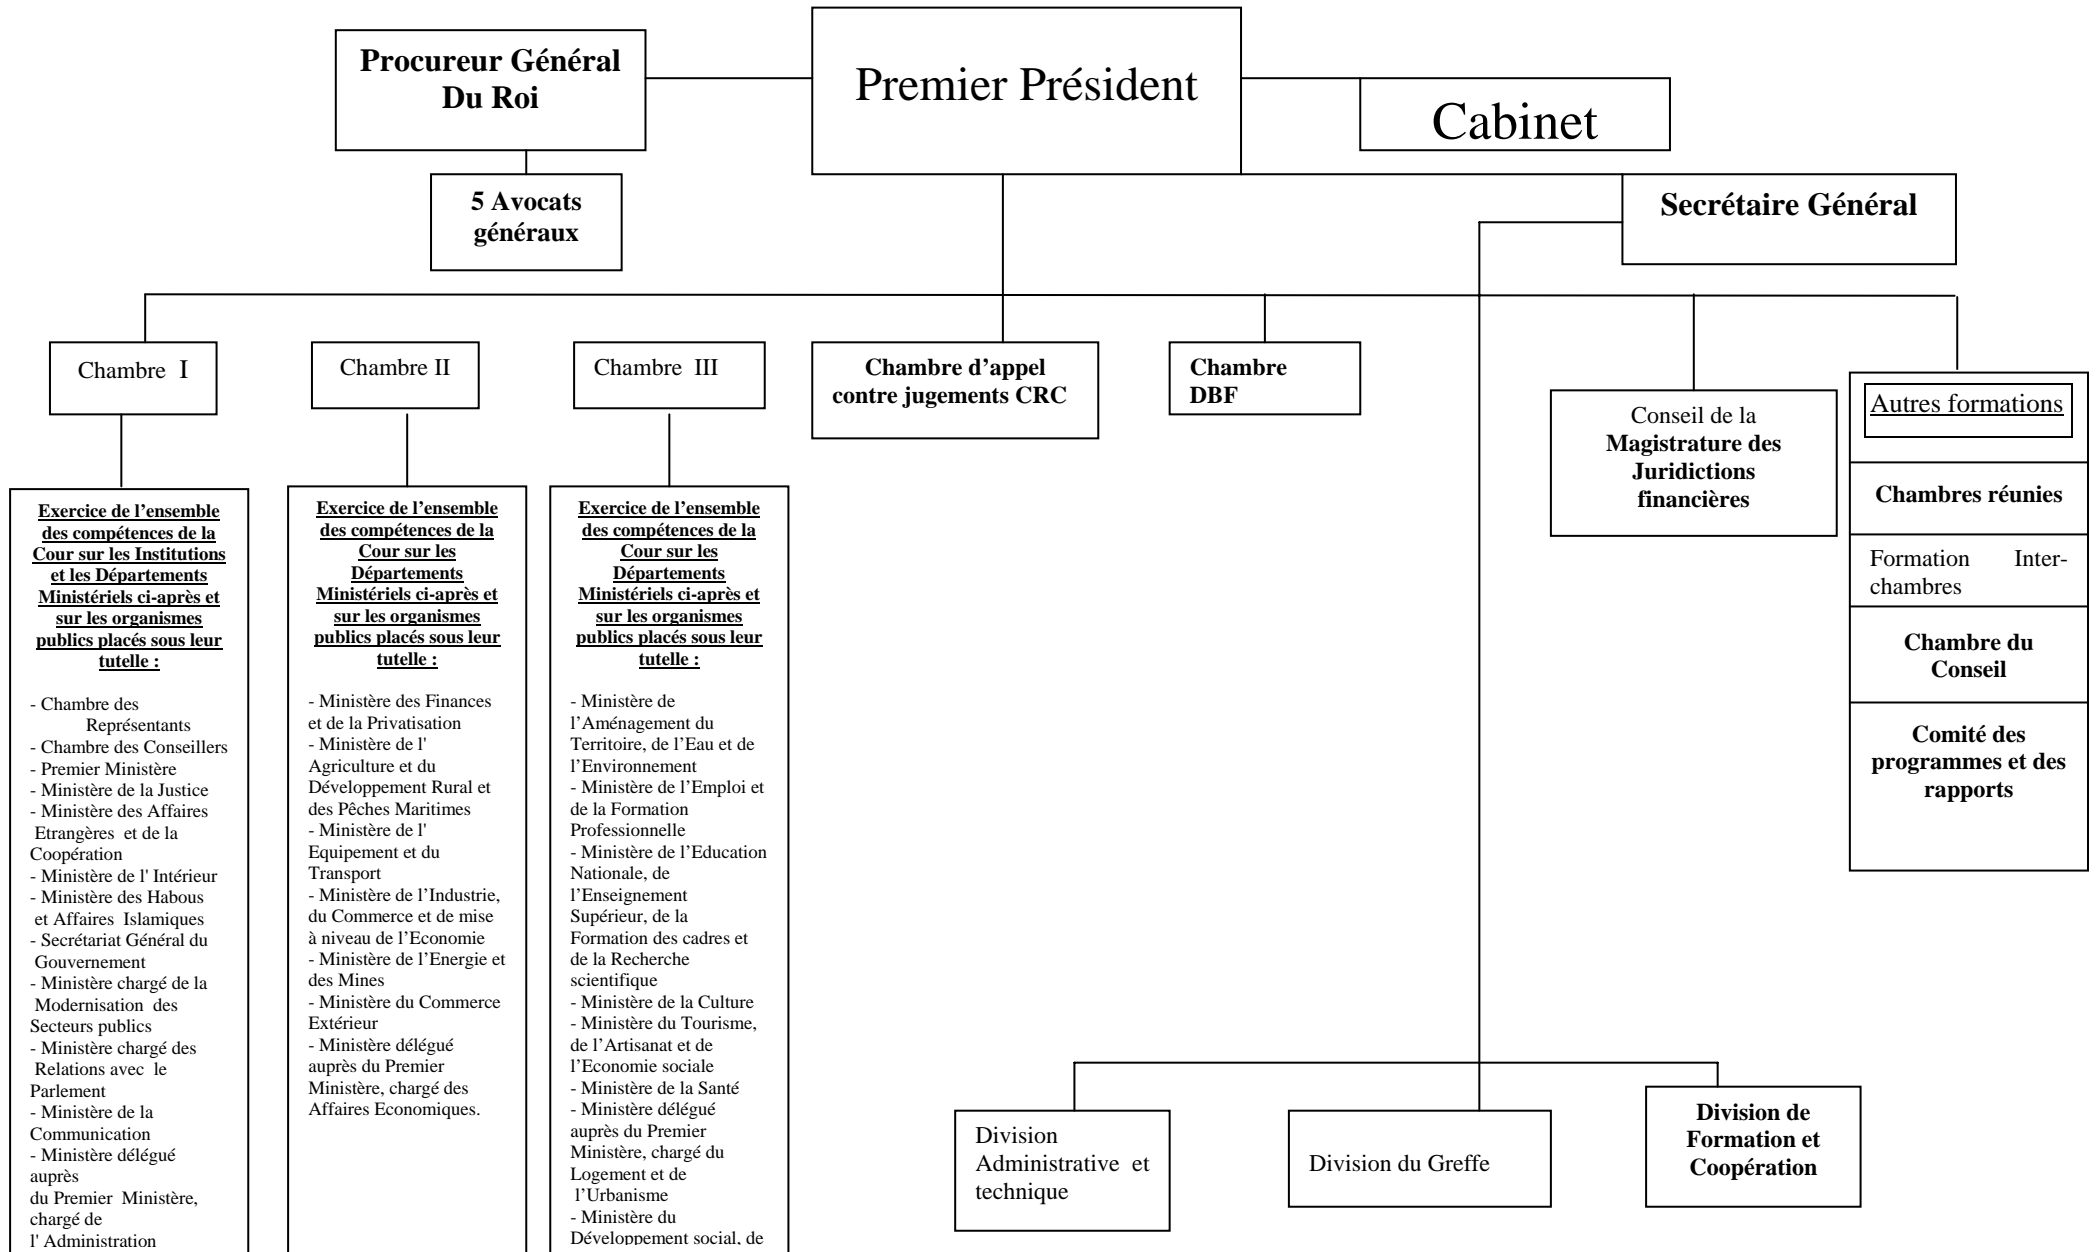 Procureur Général
Du Roi
Premier Président
Cabinet
5 Avocats
généraux
Secrétaire Général
Chambre I
Chambre II
Chambre III
Chambre d’appel
contre jugements CRC
Chambre
DBF
Conseil de la
Magistrature des
Juridictions
financières
Autres formations
Chambres réunies
Formation Inter-
chambres
Chambre du
Conseil
Comité des
programmes et des
rapports
Exercice de l’ensemble
des compétences de la
Cour sur les Institutions
et les Départements
Ministériels ci-après et
sur les organismes
publics placés sous leur
tutelle :
- Chambre des
Représentants
- Chambre des Conseillers
- Premier Ministère
- Ministère de la Justice
- Ministère des Affaires
Etrangères et de la
Coopération
- Ministère de l' Intérieur
- Ministère des Habous
et Affaires Islamiques
- Secrétariat Général du
Gouvernement
- Ministère chargé de la
Modernisation des
Secteurs publics
- Ministère chargé des
Relations avec le
Parlement
- Ministère de la
Communication
- Ministère délégué
auprès
du Premier Ministère,
chargé de
l' Administration
Exercice de l’ensemble
des compétences de la
Cour sur les
Départements
Ministériels ci-après et
sur les organismes
publics placés sous leur
tutelle :
- Ministère des Finances
et de la Privatisation
- Ministère de l'
Agriculture et du
Développement Rural et
des Pêches Maritimes
- Ministère de l'
Equipement et du
Transport
- Ministère de l’Industrie,
du Commerce et de mise
à niveau de l’Economie
- Ministère de l’Energie et
des Mines
- Ministère du Commerce
Extérieur
- Ministère délégué
auprès du Premier
Ministère, chargé des
Affaires Economiques.
Exercice de l’ensemble
des compétences de la
Cour sur les
Départements
Ministériels ci-après et
sur les organismes
publics placés sous leur
tutelle :
- Ministère de
l’Aménagement du
Territoire, de l’Eau et de
l’Environnement
- Ministère de l’Emploi et
de la Formation
Professionnelle
- Ministère de l’Education
Nationale, de
l’Enseignement
Supérieur, de la
Formation des cadres et
de la Recherche
scientifique
- Ministère de la Culture
- Ministère du Tourisme,
de l’Artisanat et de
l’Economie sociale
- Ministère de la Santé
- Ministère délégué
auprès du Premier
Ministère, chargé du
Logement et de
l’Urbanisme
- Ministère du
Développement social, de
Division
Administrative et
technique
Division du Greffe
Division de
Formation et
Coopération